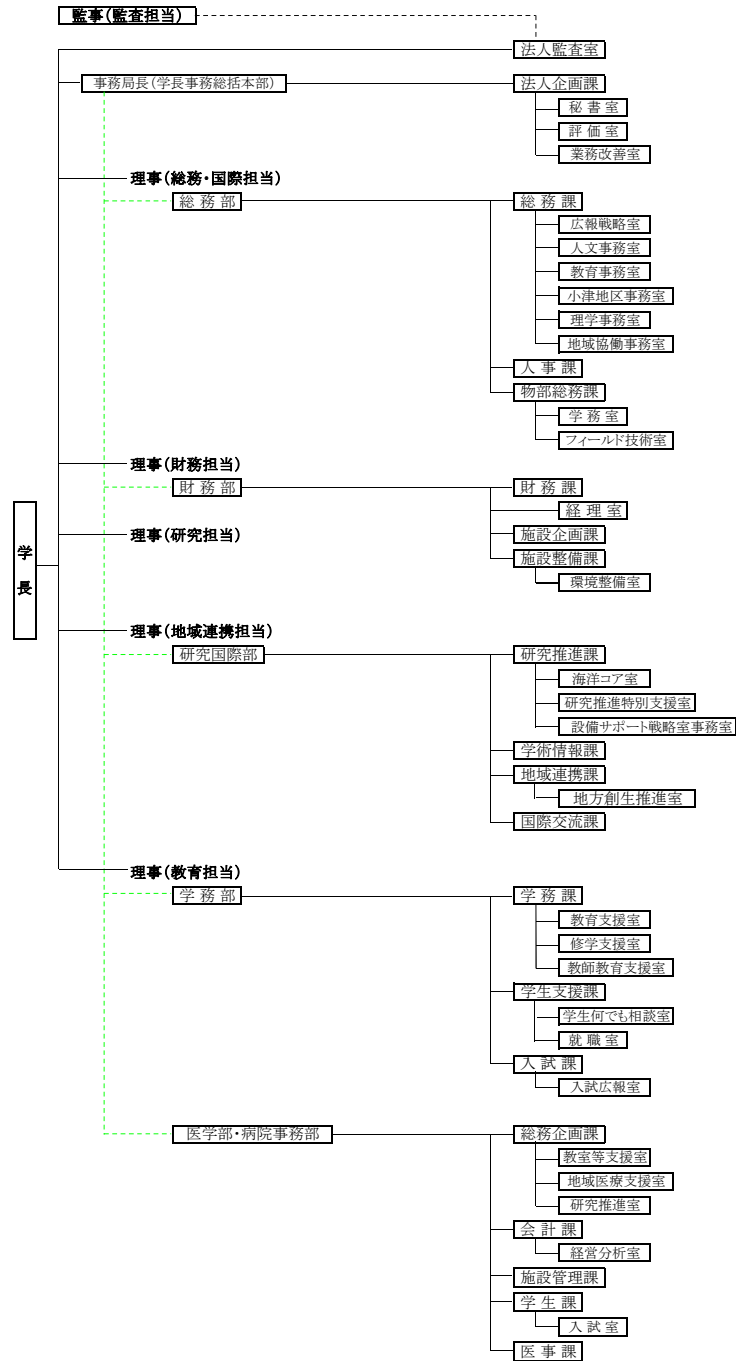 監事(監査担当)
法人監査室
事務局長(学長事務総括本部)
法人企画課
秘 書 室
評 価 室
業務改善室
理事(総務・国際担当)
総 務 部
総 務 課
広報戦略室
人文事務室
教育事務室
小津地区事務室
理学事務室
地域協働事務室
人 事 課
物部総務課
学 務 室
フィールド技術室
理事(財務担当)
財 務 部
財 務 課
経 理 室
理事(研究担当)
施設企画課
施設整備課
環境整備室
学
長
理事(地域連携担当)
研究国際部
研究推進課
海洋コア室
研究推進特別支援室
設備サポート戦略室事務室
学術情報課
地域連携課
地方創生推進室
国際交流課
理事(教育担当)
学 務 部
学 務 課
教育支援室
修学支援室
教師教育支援室
学生支援課
学生何でも相談室
就 職 室
入 試 課
入試広報室
医学部・病院事務部
総務企画課
教室等支援室
地域医療支援室
研究推進室
会 計 課
経営分析室
施設管理課
学 生 課
入 試 室
医 事 課